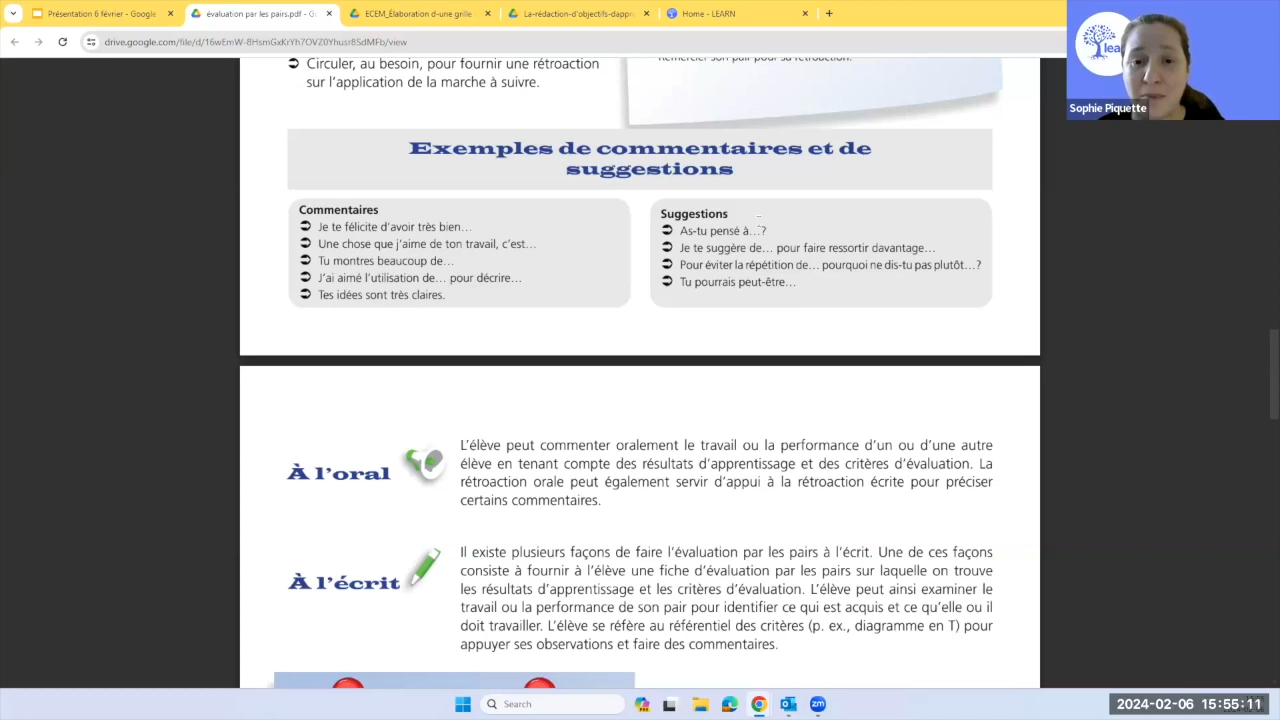 Présentation 6 février - Google
évaluation par les pairs.pdf - G
ECEM_Élaboration d-une grille
La-rédaction-d'objectifs-dappr
Home - LEARN
drive.google.com/file/d/16wEmW-8HsmGxKrYh7OVZ0Yhusr8SdMFb/view
Sophie Piquette
Circuler, au besoin, pour fournir une rétroaction
sur l'application de la marche à suivre.
Remercier son pair pour sa rétroaction.
Exemples de commentaires et de
suggestions
Commentaires
Je te félicite d'avoir très bien…
Une chose que j'aime de ton travail, c'est…
Tu montres beaucoup de…
J'ai aimé l'utilisation de… pour décrire…
Tes idées sont très claires.
Suggestions
As-tu pensé à…?
Je te suggère de… pour faire ressortir davantage…
Pour éviter la répétition de… pourquoi ne dis-tu pas plutôt…?
Tu pourrais peut-être…
À l'oral
L'élève peut commenter oralement le travail ou la performance d'un ou d'une autre
élève en tenant compte des résultats d'apprentissage et des critères d'évaluation. La
rétroaction orale peut également servir d'appui à la rétroaction écrite pour préciser
certains commentaires.
À l'écrit
Il existe plusieurs façons de faire l'évaluation par les pairs à l'écrit. Une de ces façons
consiste à fournir à l'élève une fiche d'évaluation par les pairs sur laquelle on trouve
les résultats d'apprentissage et les critères d'évaluation. L'élève peut ainsi examiner le
travail ou la performance de son pair pour identifier ce qui est acquis et ce qu'elle ou il
doit travailler. L'élève se réfère au référentiel des critères (p. ex., diagramme en T) pour
appuyer ses observations et faire des commentaires.
Search
2024-02-06 15:55:11